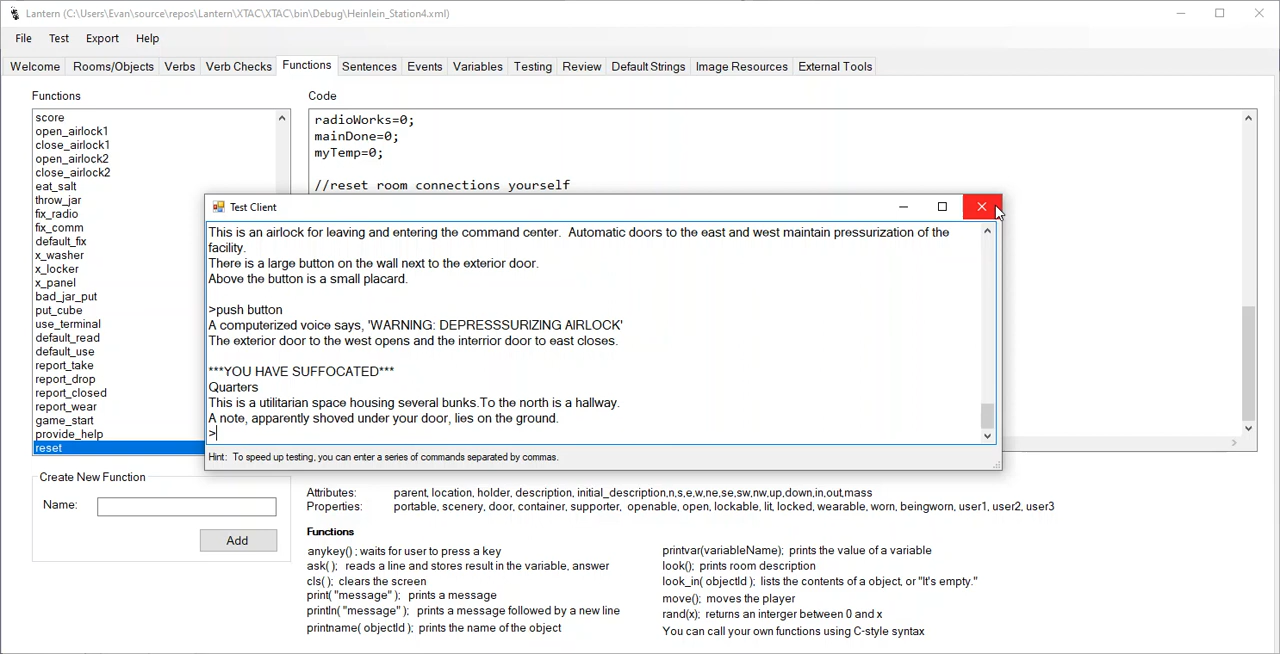 Lantern (C:\Users\Evan\source\repos\Lantern\XTAC\XTAC\bin\Debug\Heinlein_Station4.xml)
File Test Export Help
Welcome Rooms/Objects Verbs Verb Checks Functions Sentences Events Variables Testing Review Default Strings Image Resources External Tools
Functions
score
open_airlock1
close_airlock1
open_airlock2
close_airlock2
eat_salt
throw_jar
fix_radio
fix_comm
default_fix
x_washer
x_locker
x_panel
bad_jar_put
put_cube
use_terminal
default_read
default_use
report_take
report_drop
report_closed
report_wear
game_start
provide_help
reset
Create New Function
Name:
Add
Code
radioWorks=0;
mainDone=0;
myTemp=0;
//reset room connections yourself
Test Client
This is an airlock for leaving and entering the command center.  Automatic doors to the east and west maintain pressurization of the
facility.
There is a large button on the wall next to the exterior door.
Above the button is a small placard.
>push button
A computerized voice says, 'WARNING: DEPRESSSURIZING AIRLOCK'
The exterior door to the west opens and the interrior door to east closes.
***YOU HAVE SUFFOCATED***
Quarters
This is a utilitarian space housing several bunks.To the north is a hallway.
A note, apparently shoved under your door, lies on the ground.
>
Hint:  To speed up testing, you can enter a series of commands separated by commas.
Attributes: parent, location, holder, description, initial_description,n,s,e,w,ne,se,sw,nw,up,down,in,out,mass
Properties: portable, scenery, door, container, supporter,  openable, open, lockable, lit, locked, wearable, worn, beingworn, user1, user2, user3
Functions
anykey() ; waits for user to press a key
ask( );  reads a line and stores result in the variable, answer
cls( ); clears the screen
print( "message" );  prints a message
println( "message" );  prints a message followed by a new line
printname( objectId ); prints the name of the object
printvar(variableName);  prints the value of a variable
look();  prints room description
look_in( objectId );  lists the contents of a object, or "It's empty."
move();  moves the player
rand(x);  returns an interger between 0 and x
You can call your own functions using C-style syntax